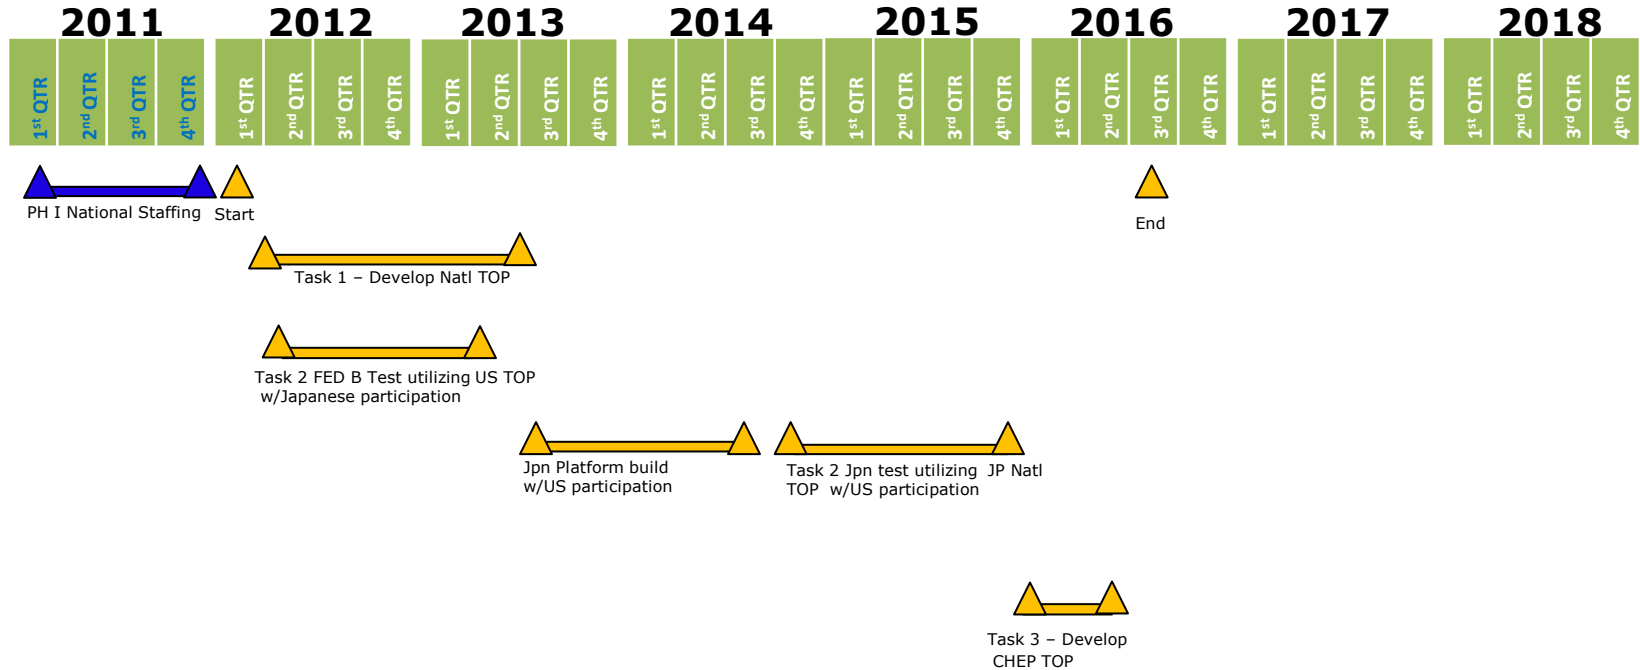 2011 2012 2013 2014 2015 2016 2017 2018
1st QTR 2nd QTR 3rd QTR 4th QTR 1st QTR 2nd QTR 3rd QTR 4th QTR 1st QTR 2nd QTR 3rd QTR 4th QTR 1st QTR 2nd QTR 3rd QTR 4th QTR 1st QTR 2nd QTR 3rd QTR 4th QTR 1st QTR 2nd QTR 3rd QTR 4th QTR 1st QTR 2nd QTR 3rd QTR 4th QTR 1st QTR 2nd QTR 3rd QTR 4th QTR
PH I National Staffing
Start
End
Task 1 – Develop Natl TOP
Task 2 FED B Test utilizing US TOP
w/Japanese participation
Jpn Platform build
w/US participation
Task 2 Jpn test utilizing JP Natl
TOP w/US participation
Task 3 – Develop
CHEP TOP